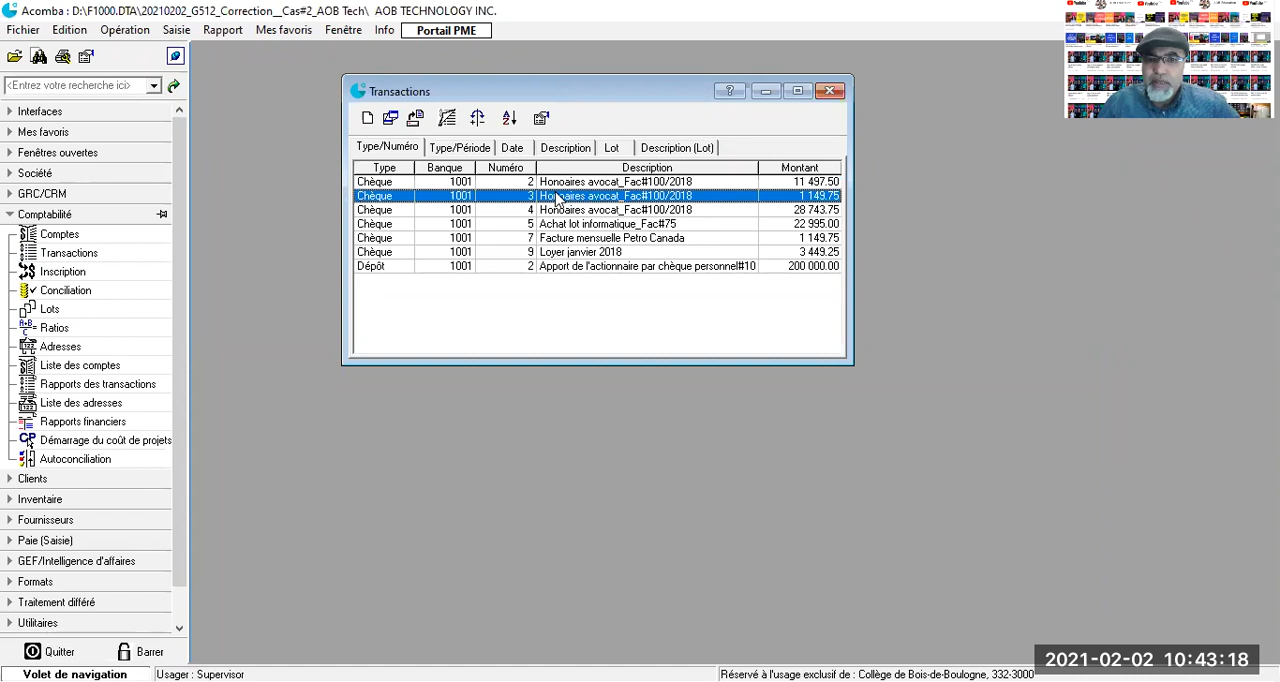 Acomba : D:\F1000.DTA\20210202_G512_Correction__Cas#2_AOB Tech\ - AOB TECHNOLOGY INC.
Fichier Edition Opération Saisie Rapport Mes favoris Fenêtre Info Portail PME
<Entrez votre recherche ici>
Interfaces
Mes favoris
Fenêtres ouvertes
Société
GRC/CRM
Comptabilité
Comptes
Transactions
Inscription
Conciliation
Lots
Ratios
Adresses
Liste des comptes
Rapports des transactions
Liste des adresses
Rapports financiers
Démarrage du coût de projets
Autoconciliation
Clients
Inventaire
Fournisseurs
Paie (Saisie)
GEF/Intelligence d'affaires
Formats
Traitement différé
Utilitaires
Quitter Barrer
Transactions
Type/Numéro Type/Période Date Description Lot Description (Lot)
Type Banque Numéro Description Montant
Chèque 1001 2 Honoaires avocat_Fac#100/2018 11 497.50
Chèque 1001 3 Honoaires avocat_Fac#100/2018 1 149.75
Chèque 1001 4 Honoaires avocat_Fac#100/2018 28 743.75
Chèque 1001 5 Achat lot informatique_Fac#75 22 995.00
Chèque 1001 7 Facture mensuelle Petro Canada 1 149.75
Chèque 1001 9 Loyer janvier 2018 3 449.25
Dépôt 1001 2 Apport de l'actionnaire par chèque personnel#10 200 000.00
2021-02-02 10:43:18
Volet de navigation Usager : Supervisor Réservé à l'usage exclusif de : Collège de Bois-de-Boulogne, 332-3000